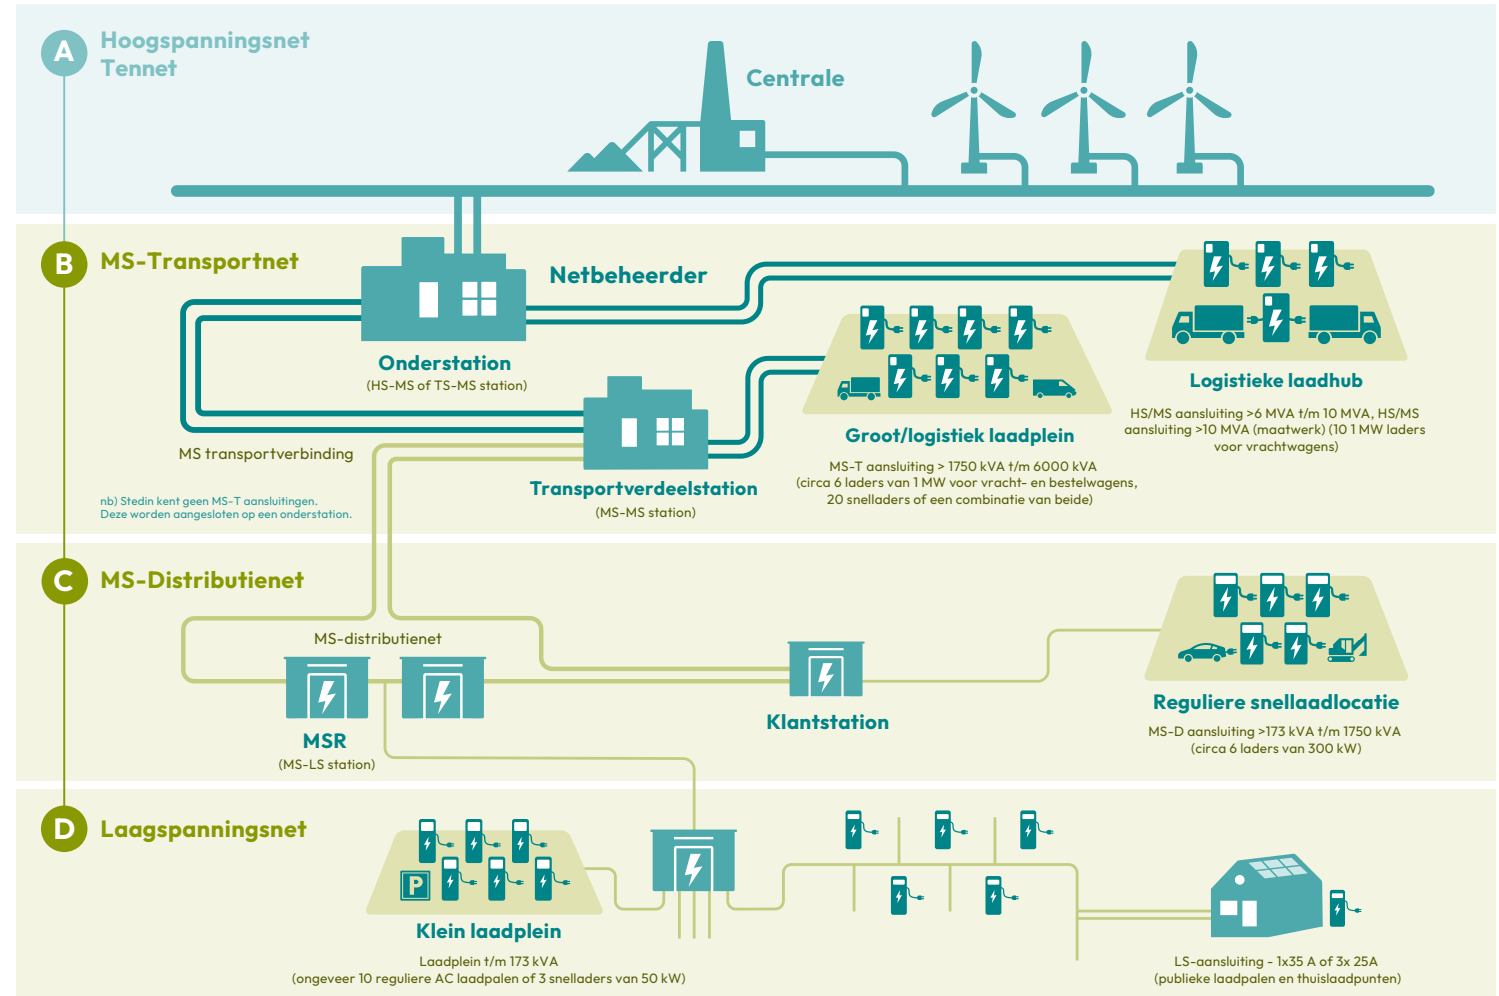 A
Hoogspanningsnet
Tennet
Centrale
B
MS-Transportnet
Netbeheerder
Onderstation
(HS-MS of TS-MS station)
Logistieke laadhub
HS/MS aansluiting >6 MVA t/m 10 MVA, HS/MS
aansluiting >10 MVA (maatwerk) (10 1 MW laders
voor vrachtwagens)
Groot/logistiek laadplein
MS-T aansluiting > 1750 kVA t/m 6000 kVA
(circa 6 laders van 1 MW voor vracht- en bestelwagens,
20 snelladers of een combinatie van beide)
MS transportverbinding
Transportverdeelstation
(MS-MS station)
nb) Stedin kent geen MS-T aansluitingen.
Deze worden aangesloten op een onderstation.
C
MS-Distributienet
MS-distributienet
MSR
(MS-LS station)
Klantstation
Reguliere snellaadlocatie
MS-D aansluiting >173 kVA t/m 1750 kVA
(circa 6 laders van 300 kW)
D
Laagspanningsnet
P
Klein laadplein
Laadplein t/m 173 kVA
(ongeveer 10 reguliere AC laadpalen of 3 snelladers van 50 kW)
LS-aansluiting - 1x35 A of 3x 25A
(publieke laadpalen en thuislaadpunten)